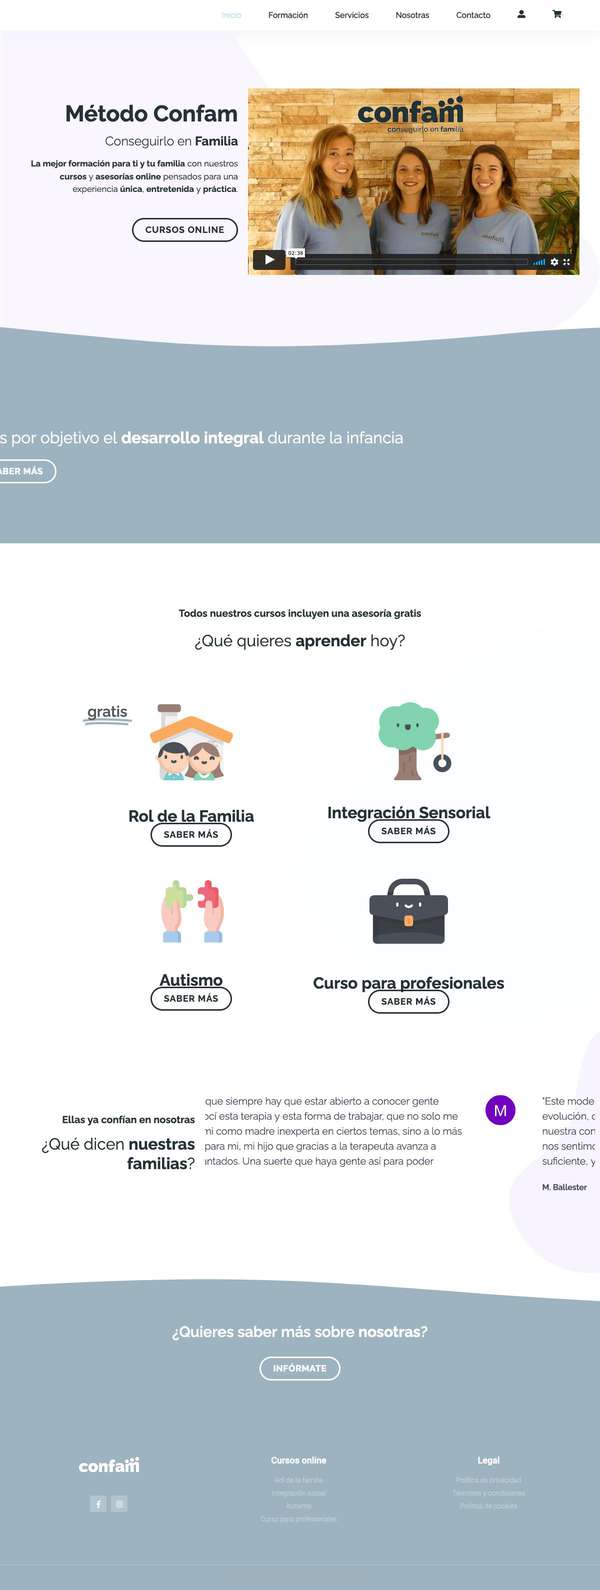 Inicio
Formación
Servicios
Nosotras
Contacto
Método Confam
Conseguirlo en Familia
La mejor formación para ti y tu familia con nuestros
cursos y asesorías online pensados para una
experiencia única, entretenida y práctica.
CURSOS ONLINE
confam
conseguirlo en familia
confam
02:38
s por objetivo el desarrollo integral durante la infancia
ABER MÁS
Todos nuestros cursos incluyen una asesoría gratis
¿Qué quieres aprender hoy?
gratis
Rol de la Familia
SABER MÁS
Integración Sensorial
SABER MÁS
Autismo
SABER MÁS
Curso para profesionales
SABER MÁS
Ellas ya confían en nosotras
¿Qué dicen nuestras
familias?
que siempre hay que estar abierto a conocer gente
ocí esta terapia y esta forma de trabajar, que no solo me
mi como madre inexperta en ciertos temas, sino a lo más
para mi, mi hijo que gracias a la terapeuta avanza a
untados. Una suerte que haya gente así para poder
M
"Este mode
evolución, c
nuestra con
nos sentimo
suficiente, y
M. Ballester
¿Quieres saber más sobre nosotras?
INFÓRMATE
confam
Cursos online
Rol de la familia
Integración social
Autismo
Curso para profesionales
Legal
Política de privacidad
Términos y condiciones
Política de cookies